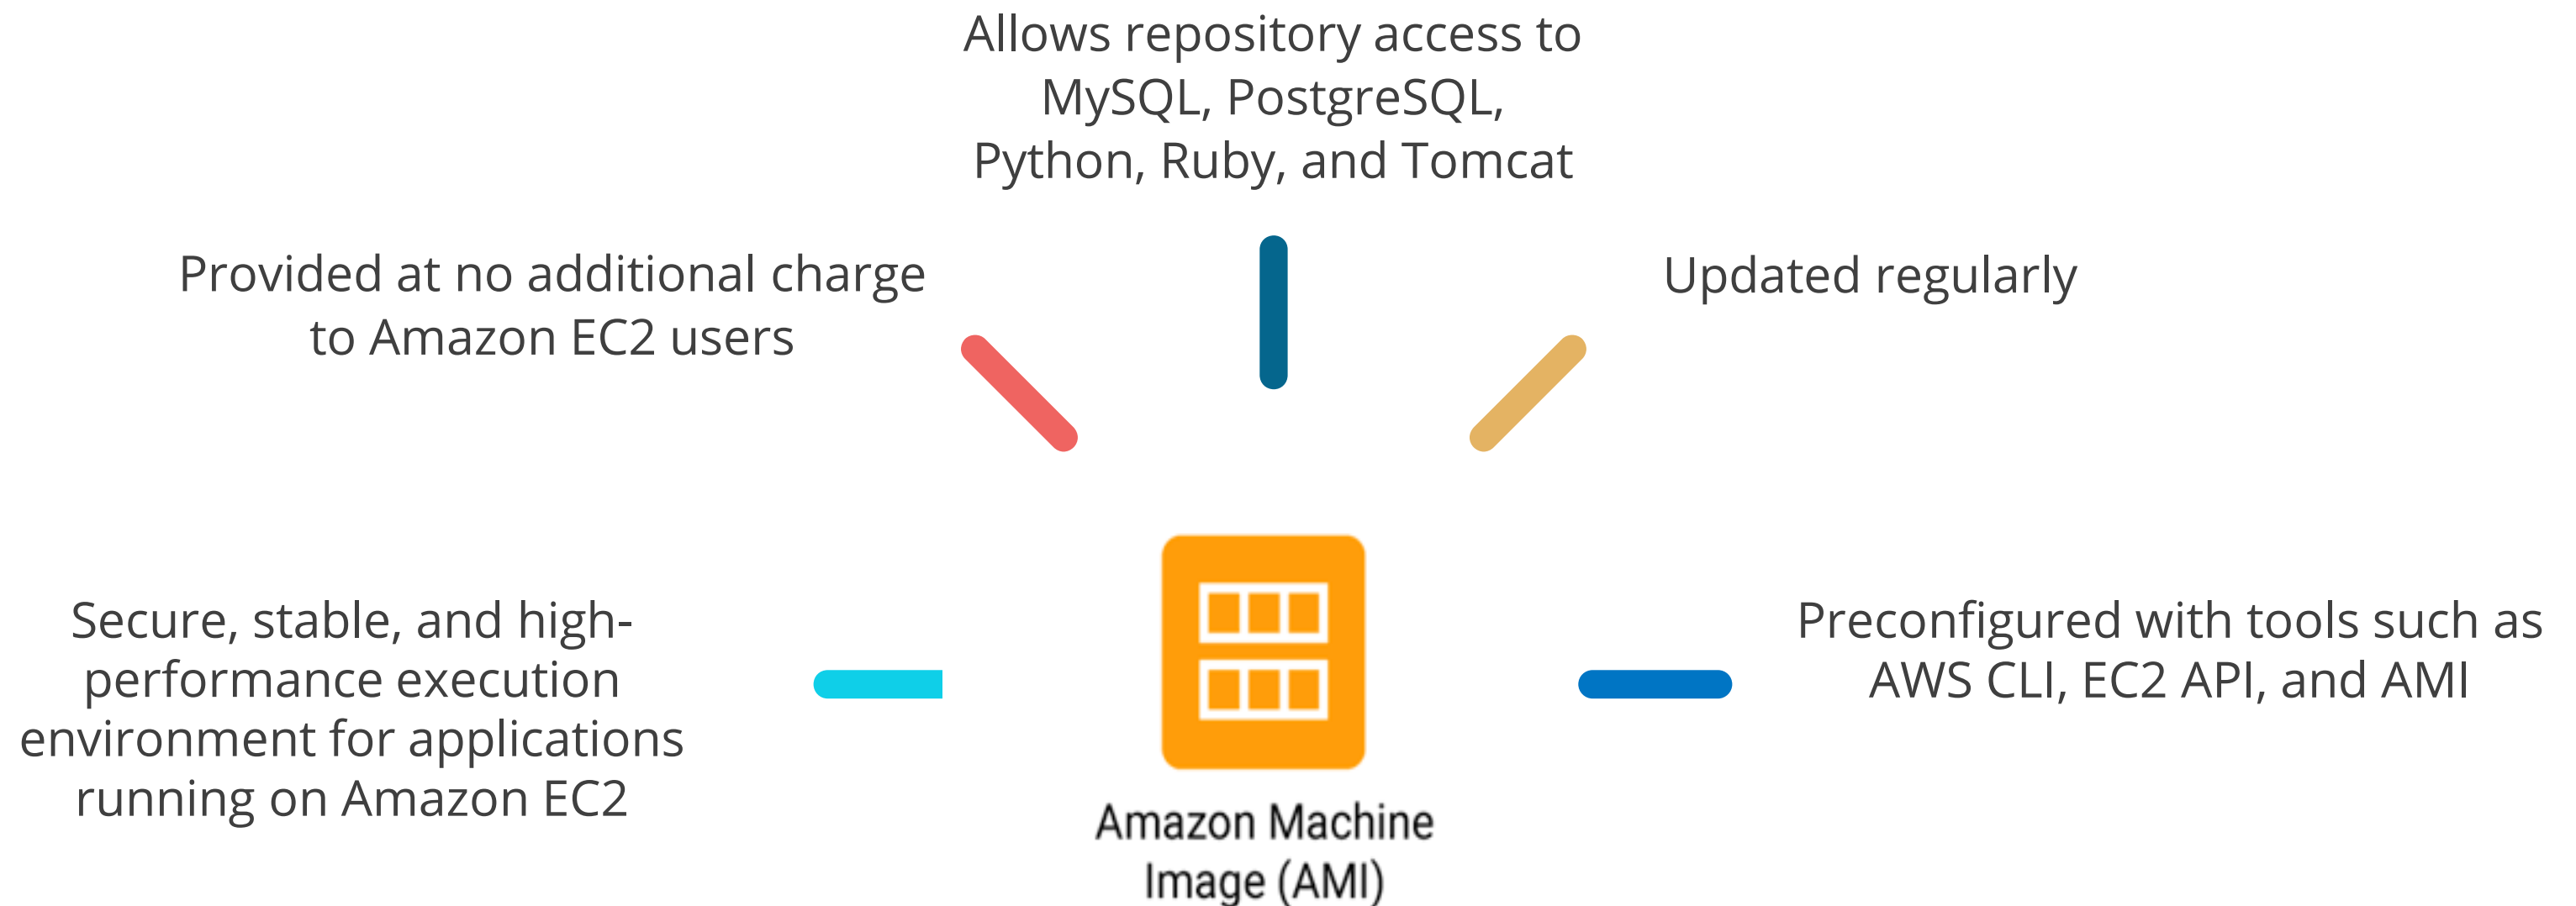 Allows repository access to
MySQL, PostgreSQL,
Python, Ruby, and Tomcat
Provided at no additional charge
to Amazon EC2 users
Updated regularly
Secure, stable, and high-
performance execution
environment for applications
running on Amazon EC2
Preconfigured with tools such as
AWS CLI, EC2 API, and AMI
Amazon Machine
Image (AMI)